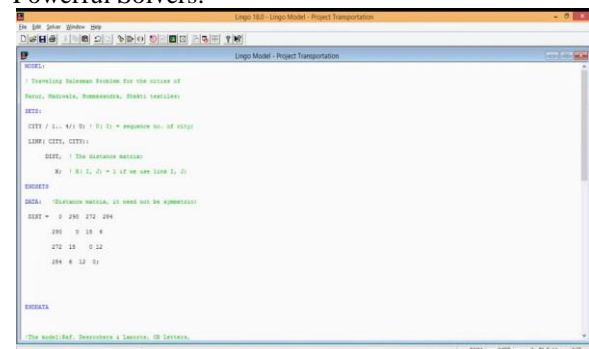 Powerful Solvers:
Lingo 18.0 - Lingo Model - Project Transportation
File Edit Solver Window Help
Lingo Model - Project Transportation
MODEL:
! Traveling Salesman Problem for the cities of
Harur, Madiwala, Bommasandra, Shakti textiles;
SETS:
CITY / 1.. 4/: U; ! U( I) = sequence no. of city;
LINK( CITY, CITY):
DIST, ! The distance matrix;
X; ! X( I, J) = 1 if we use link I, J;
ENDSETS
DATA: !Distance matrix, it need not be symmetric;
DIST = 0 290 272 284
290 0 18 6
272 18 0 12
284 6 12 0;
ENDDATA
!The model:Ref. Desrochers & Laporte, OR Letters,